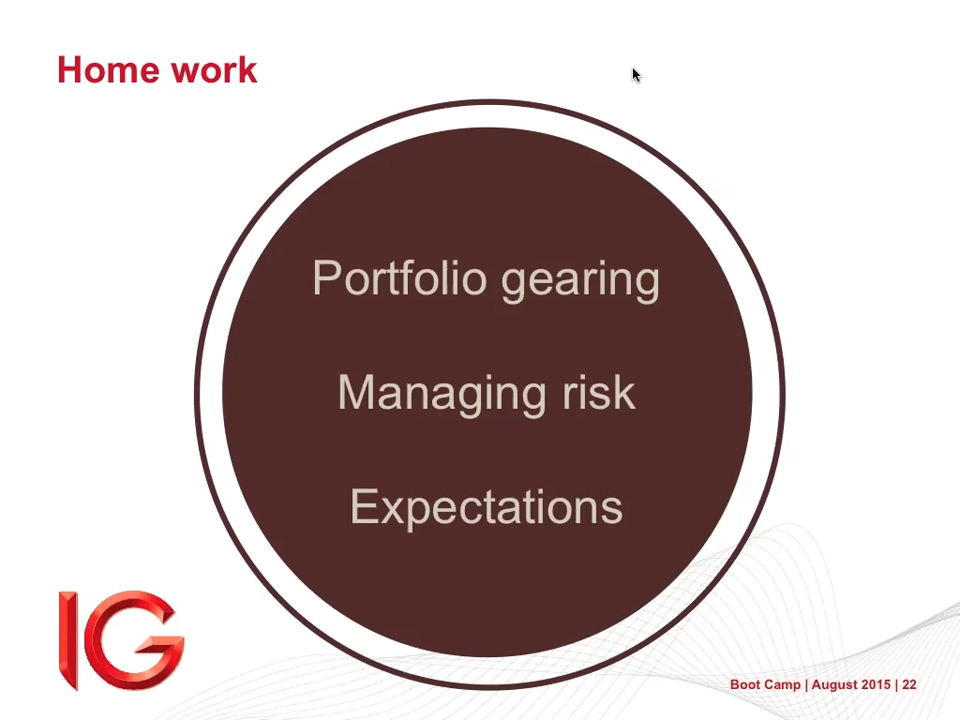 Home work
Portfolio gearing
Managing risk
Expectations
IG
Boot Camp | August 2015 | 22